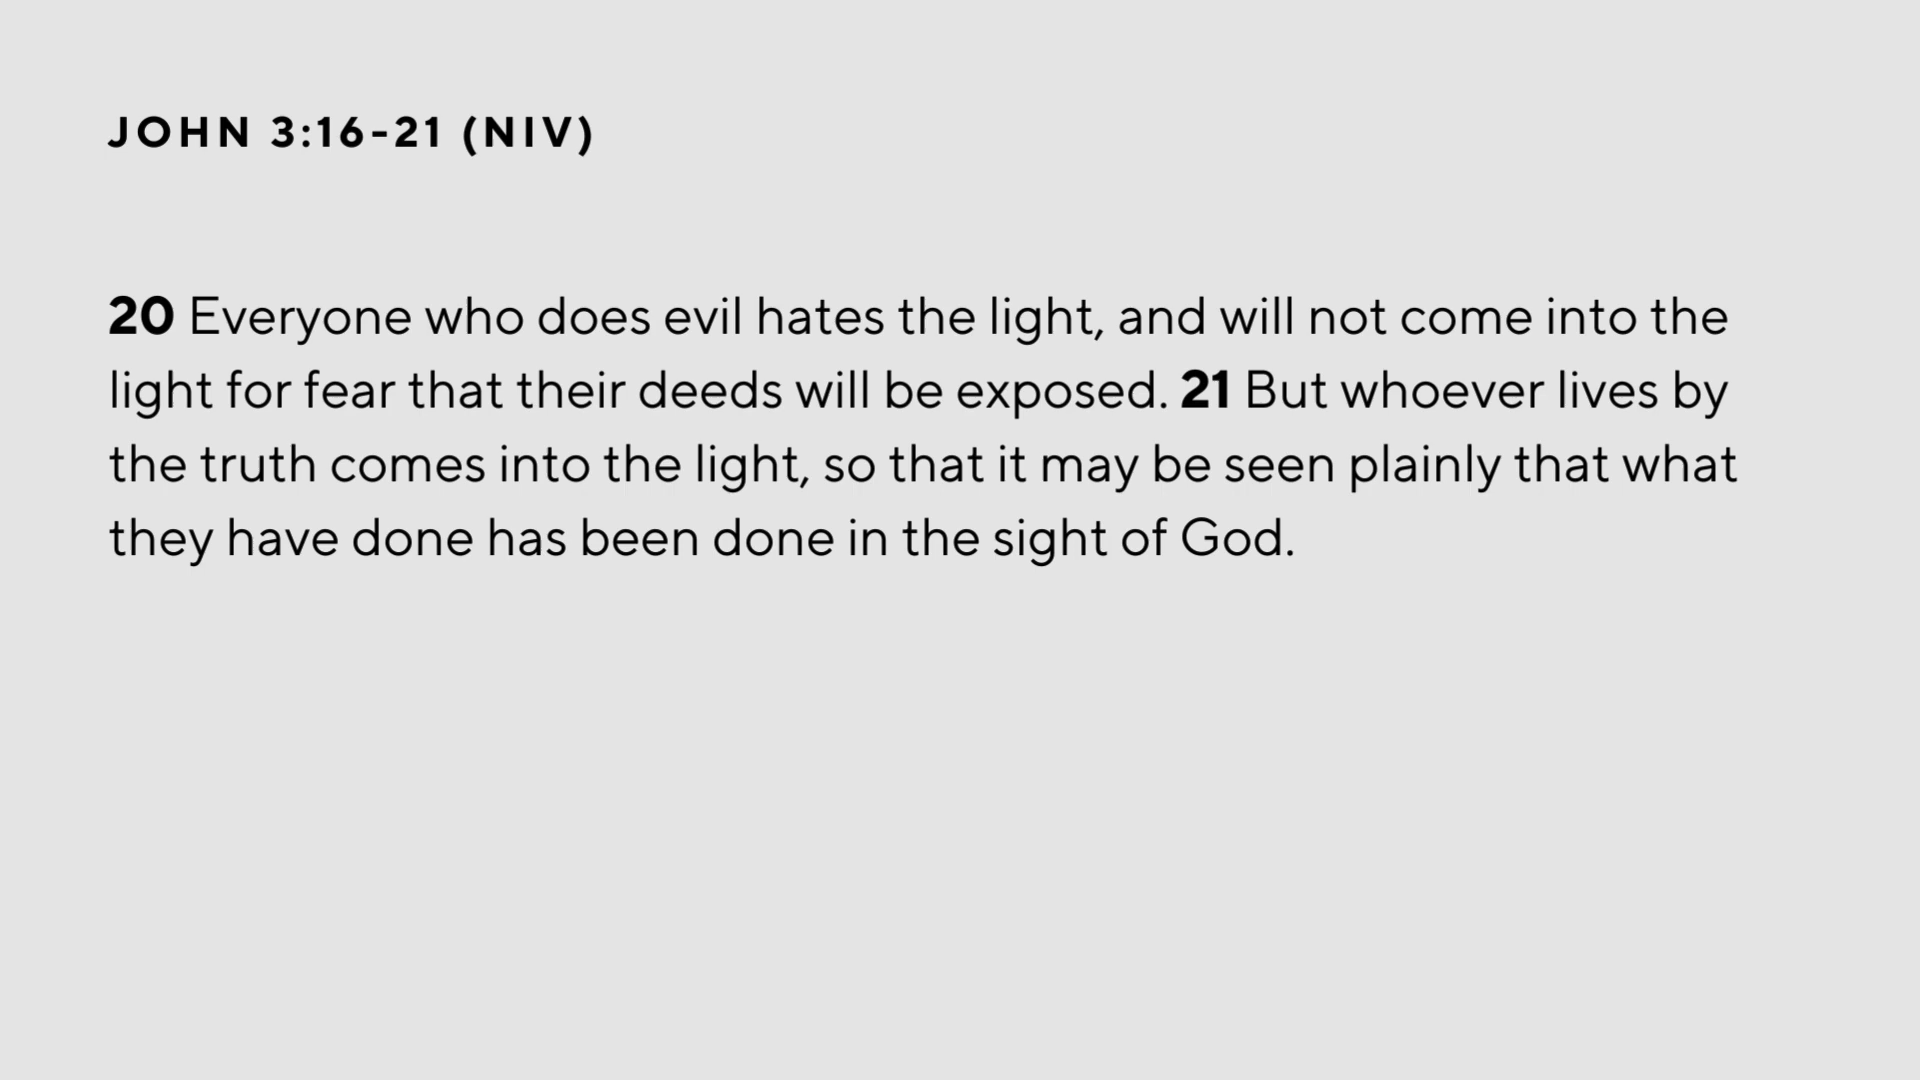 JOHN 3:16-21 (NIV)
20 Everyone who does evil hates the light, and will not come into the
light for fear that their deeds will be exposed. 21 But whoever lives by
the truth comes into the light, so that it may be seen plainly that what
they have done has been done in the sight of God.